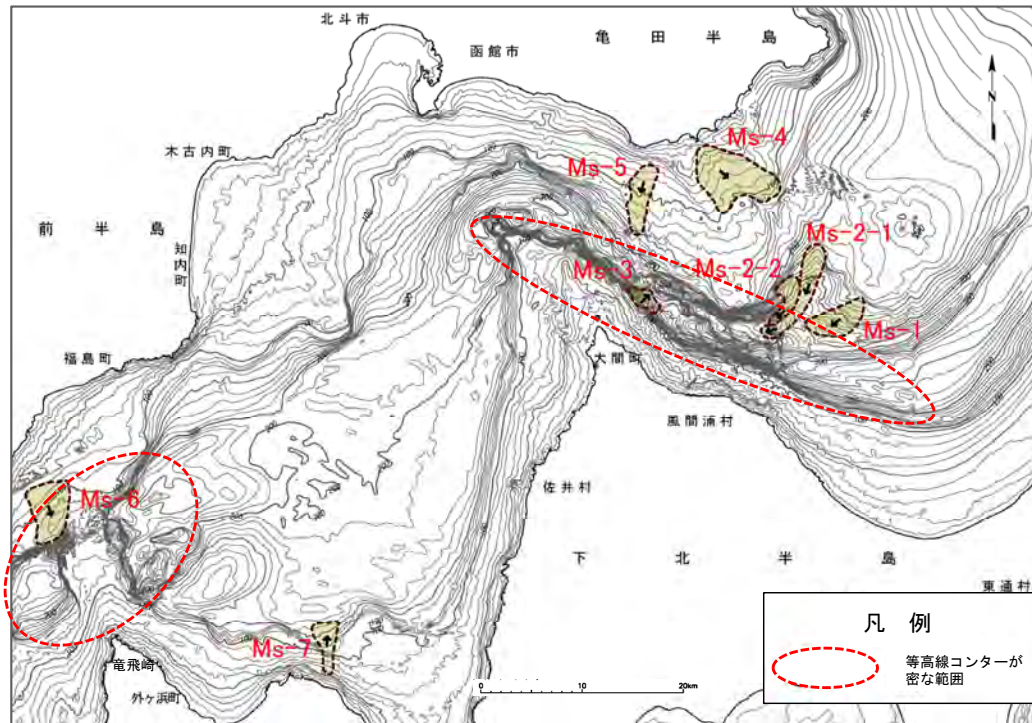 北斗市
函館市
亀 田 半 島
N
木古内町
Ms-4
Ms-5
前 半 島
知内町
Ms-2-1
Ms-2-2
Ms-3
Ms-1
福島町
大間町
風間浦村
佐井村
Ms-6
下 北 半 島
東通村
Ms-7
竜飛崎
外ヶ浜町
0 10 20km
凡 例
等高線コンターが
密な範囲